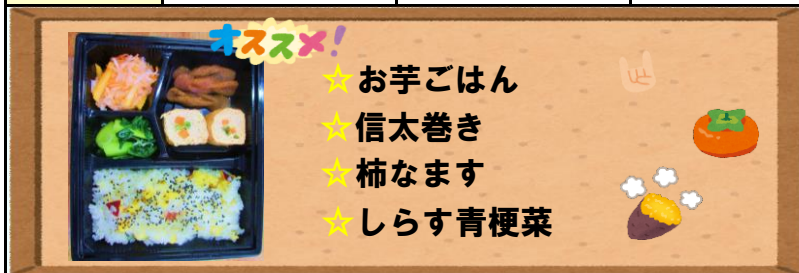 オススメ!
☆お芋ごはん
☆信太巻き
☆柿なます
☆しらす青梗菜